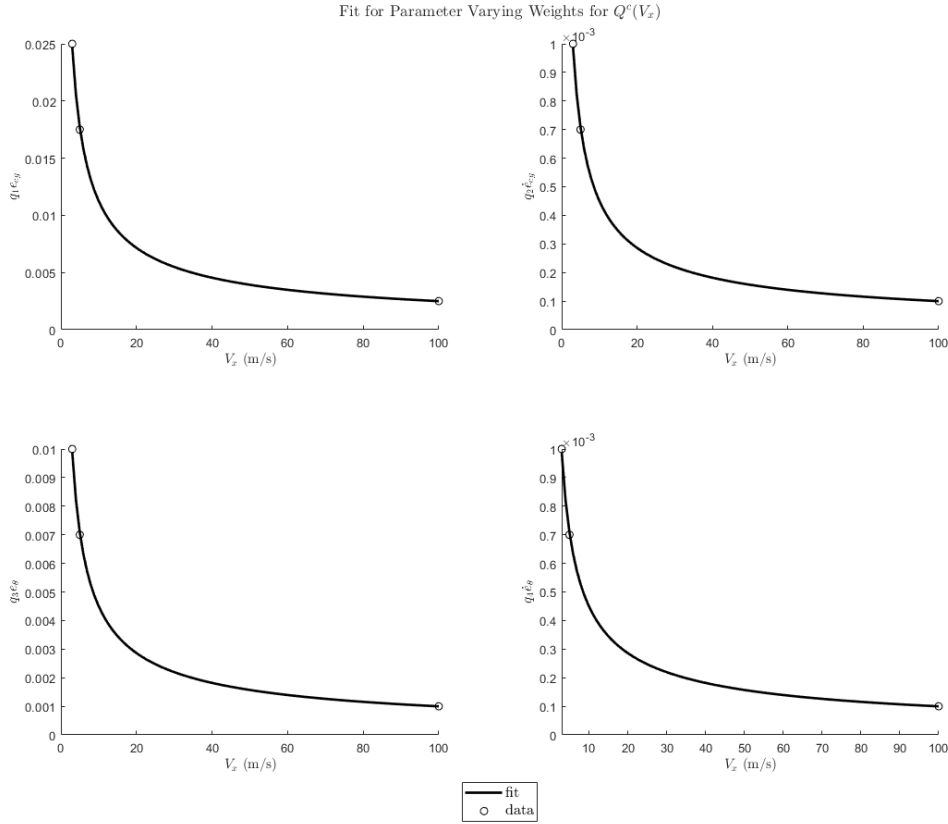 Fit for Parameter Varying Weights for Q^c(V_x)
0.025
0.02
0.015
0.01
0.005
0
q_1 e_{cg}
0 20 40 60 80 100
V_x (m/s)
×10^-3
1
0.9
0.8
0.7
0.6
0.5
0.4
0.3
0.2
0.1
0
q_2 ė_{cg}
0 20 40 60 80 100
V_x (m/s)
0.01
0.009
0.008
0.007
0.006
0.005
0.004
0.003
0.002
0.001
0
q_3 e_θ
0 20 40 60 80 100
V_x (m/s)
×10^-3
1
0.9
0.8
0.7
0.6
0.5
0.4
0.3
0.2
0.1
0
q_4 ė_θ
10 20 30 40 50 60 70 80 90 100
V_x (m/s)
fit
data